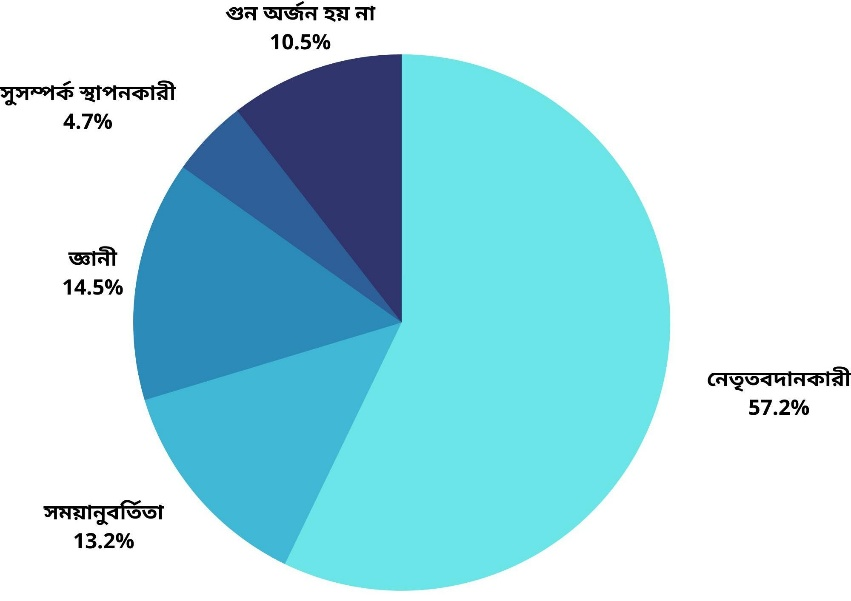 গুন অর্জন হয় না
10.5%
সুসম্পর্ক স্থাপনকারী
4.7%
জ্ঞানী
14.5%
নেতৃতবদানকারী
57.2%
সময়ানুবর্তিতা
13.2%